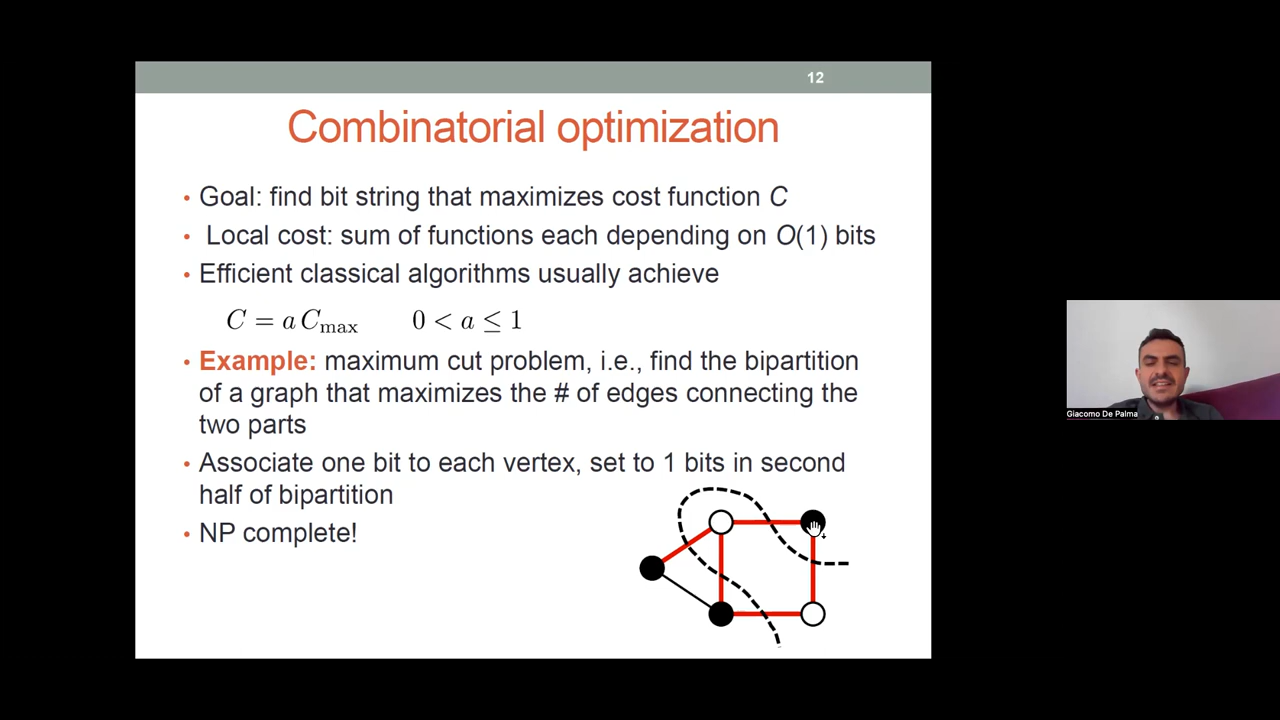 12
Combinatorial optimization
• Goal: find bit string that maximizes cost function C
• Local cost: sum of functions each depending on O(1) bits
• Efficient classical algorithms usually achieve
C = a C_max 0 < a ≤ 1
• Example: maximum cut problem, i.e., find the bipartition
of a graph that maximizes the # of edges connecting the
two parts
• Associate one bit to each vertex, set to 1 bits in second
half of bipartition
• NP complete!
Giacomo De Palma